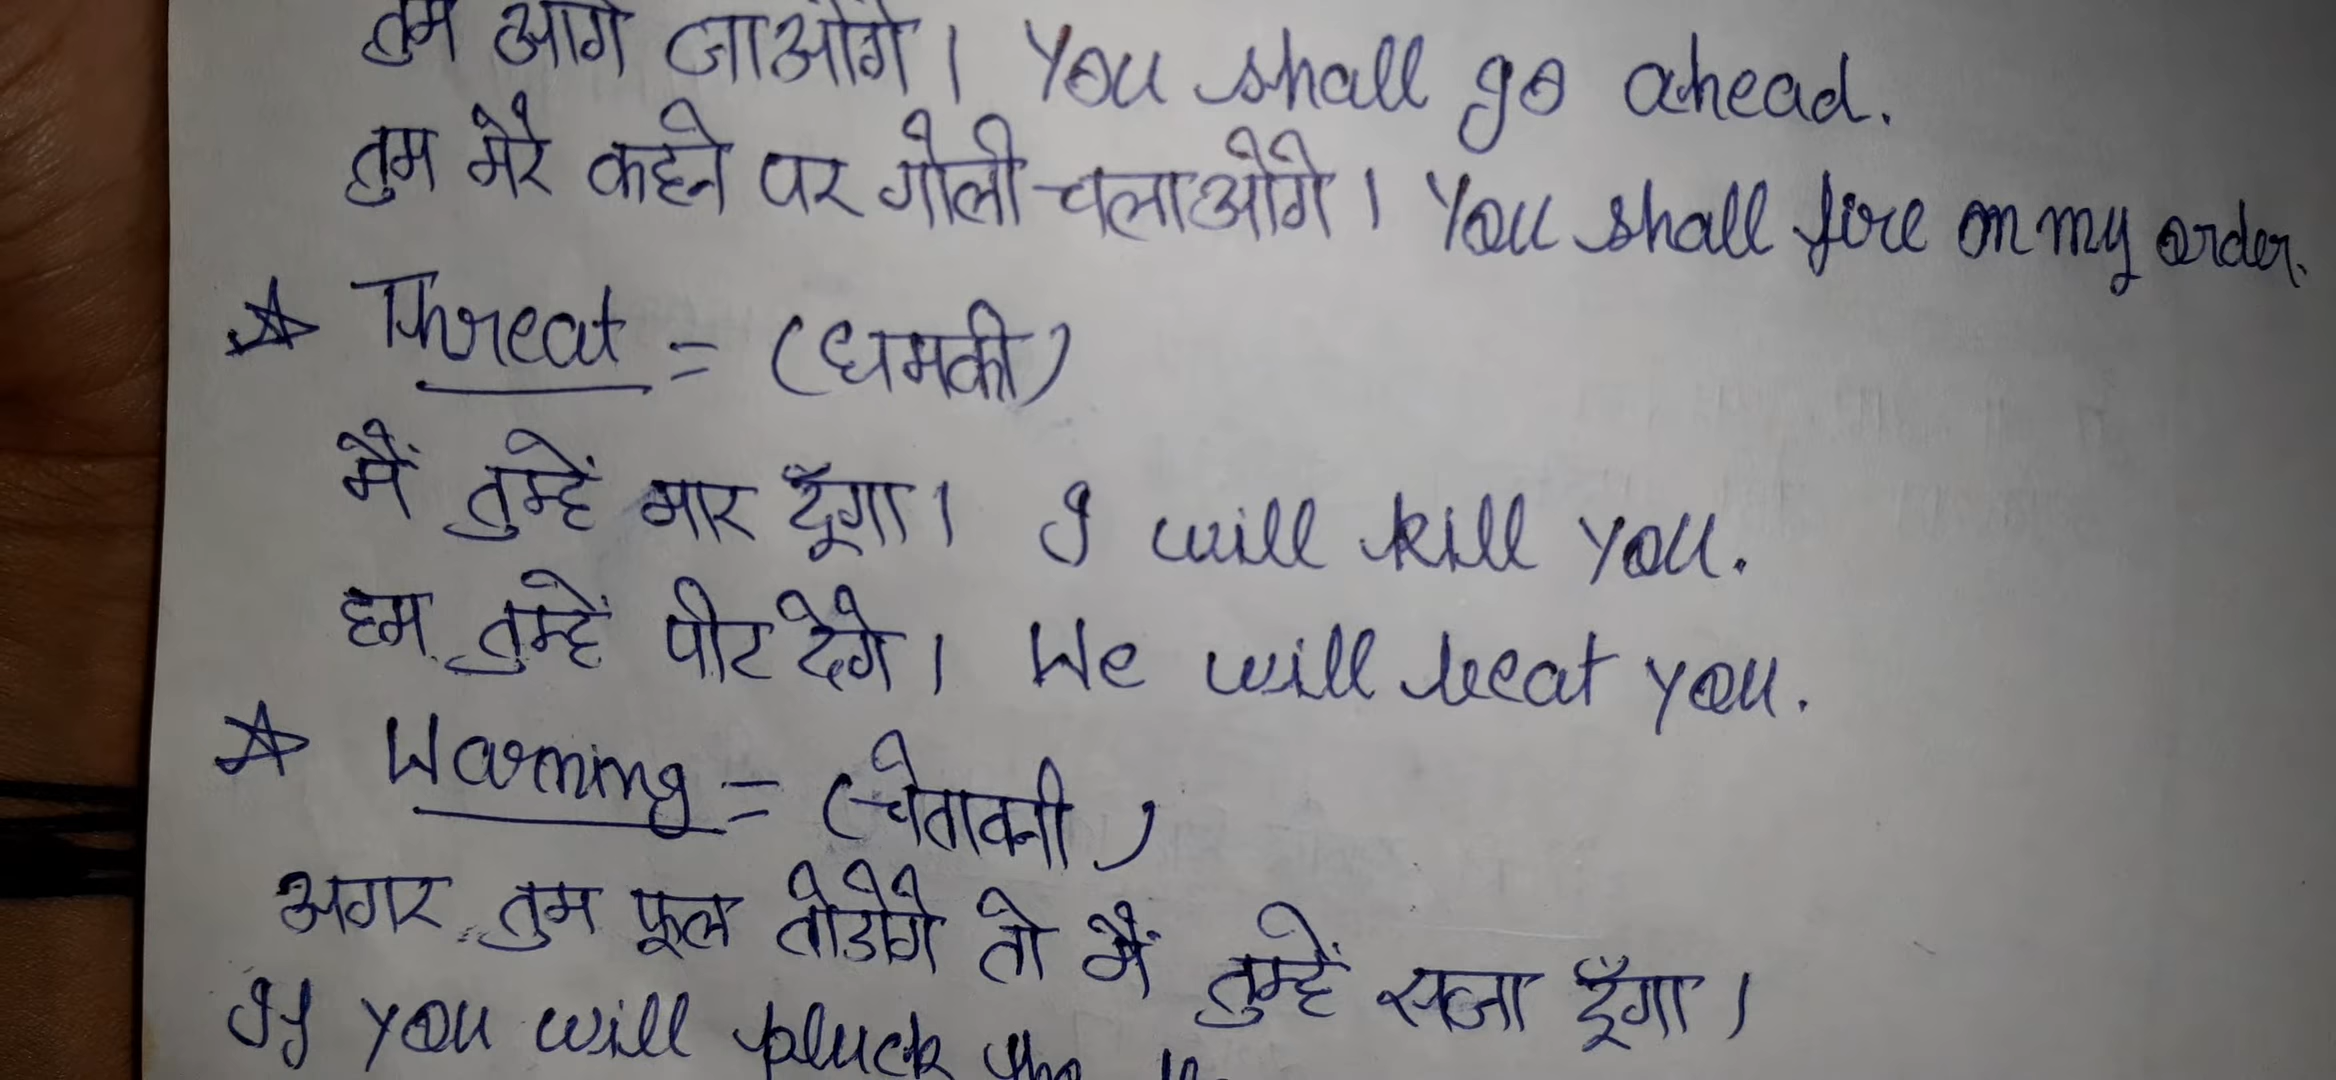 तुम आगे जाओगे। You shall go ahead.
तुम मेरे कहने पर गोली चलाओगे। You shall fire on my order.
☆ Threat = (धमकी)
मैं तुम्हें मार दूँगा। I will kill you.
हम तुम्हें पीट देगे। We will beat you.
☆ Warning = (चेतावनी)
अगर तुम फूल तोडोगे तो मैं तुम्हें सजा दूँगा।
If you will pluck the